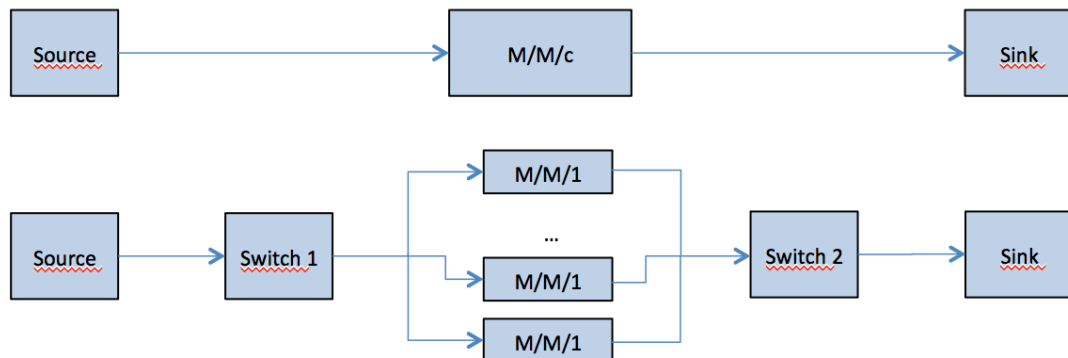 Source
M/M/c
Sink
M/M/1
...
Source
Switch 1
M/M/1
Switch 2
Sink
M/M/1